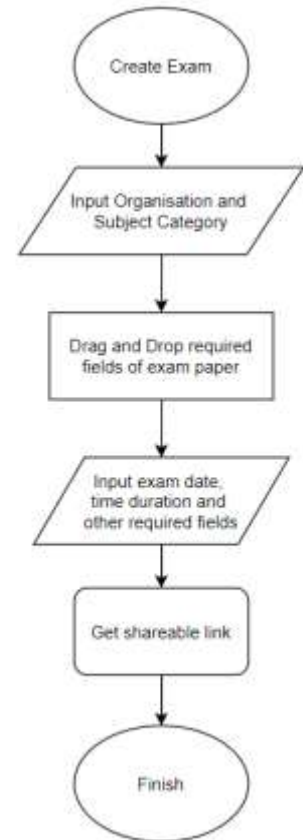 Create Exam
Input Organisation and
Subject Category
Drag and Drop required
fields of exam paper
Input exam date,
time duration and
other required fields
Get shareable link
Finish